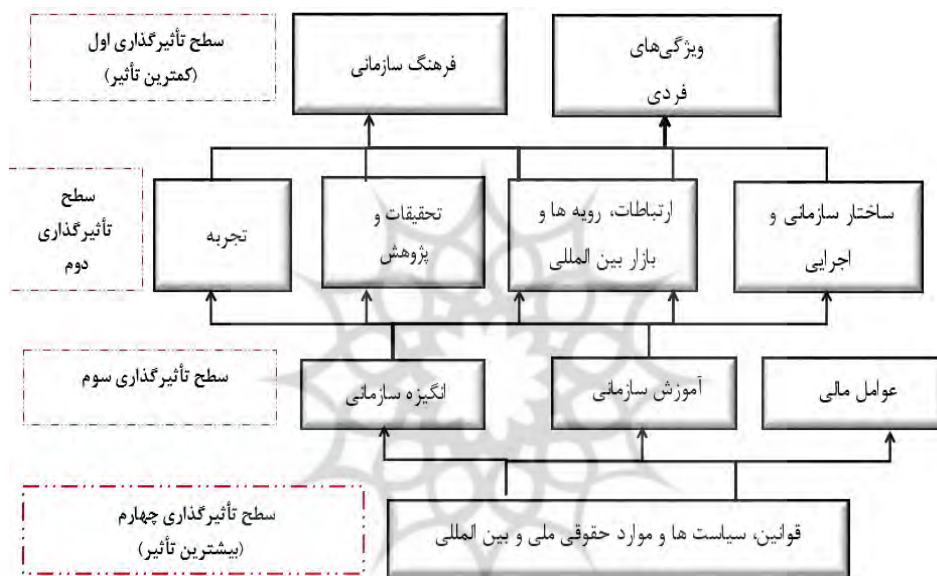 سطح تأثیرگذاری اول
(کمترین تأثیر)
ویژگی‌های
فردی
فرهنگ سازمانی
سطح
تأثیرگذاری
دوم
ساختار سازمانی و
اجرایی
ارتباطات، رویه ها و
بازار بین المللی
تحقیقات و
پژوهش
تجربه
سطح تأثیرگذاری سوم
عوامل مالی
آموزش سازمانی
انگیزه سازمانی
سطح تأثیرگذاری چهارم
(بیشترین تأثیر)
قوانین، سیاست ها و موارد حقوقی ملی و بین المللی